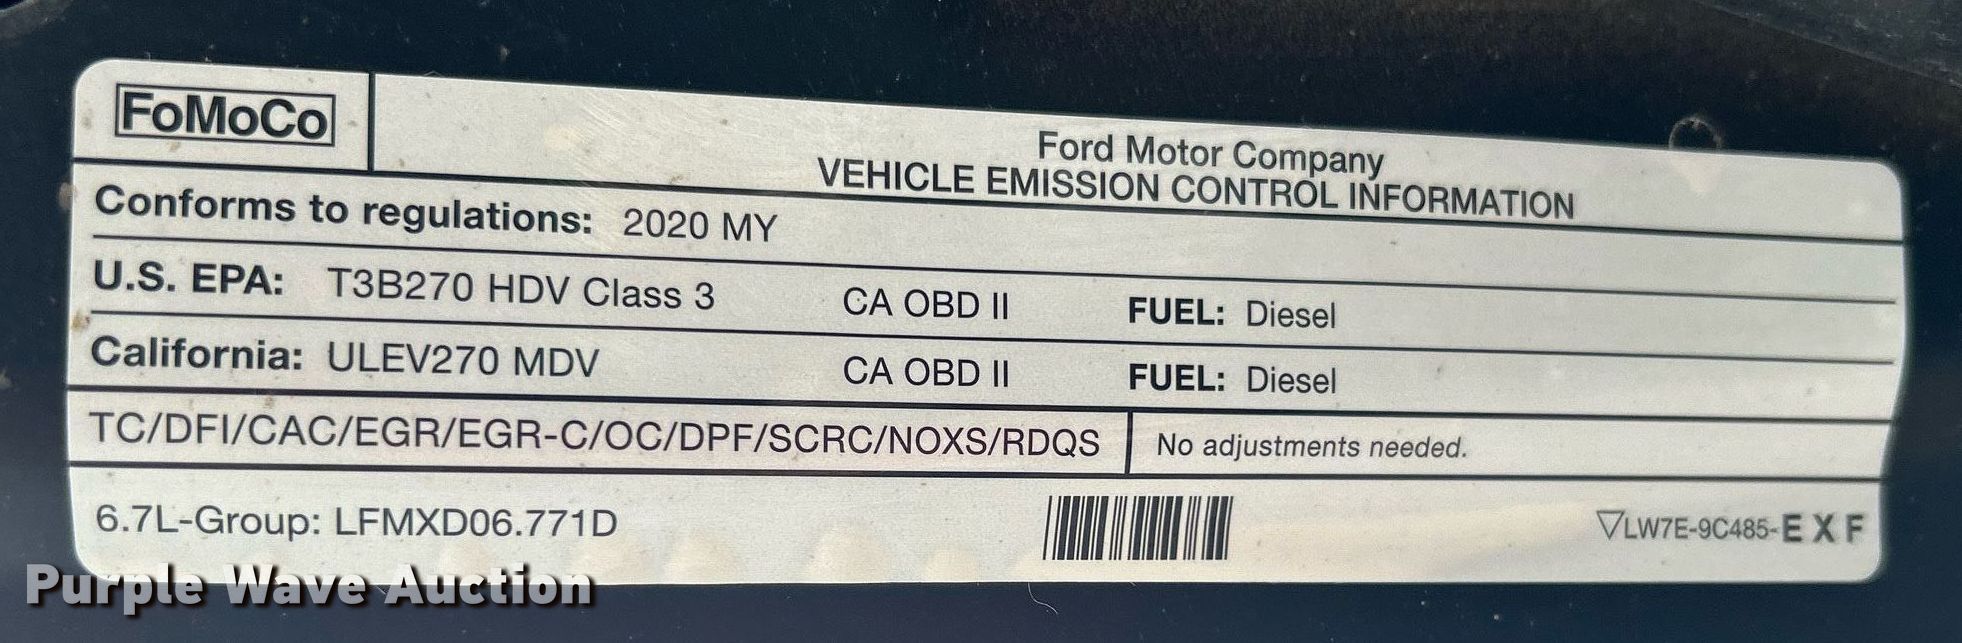 FoMoCo
Ford Motor Company
VEHICLE EMISSION CONTROL INFORMATION
Conforms to regulations: 2020 MY
U.S. EPA: T3B270 HDV Class 3 CA OBD II FUEL: Diesel
California: ULEV270 MDV CA OBD II FUEL: Diesel
TC/DFI/CAC/EGR/EGR-C/OC/DPF/SCRC/NOXS/RDQS No adjustments needed.
6.7L-Group: LFMXD06.771D ▽LW7E-9C485-EXF
Purple Wave Auction